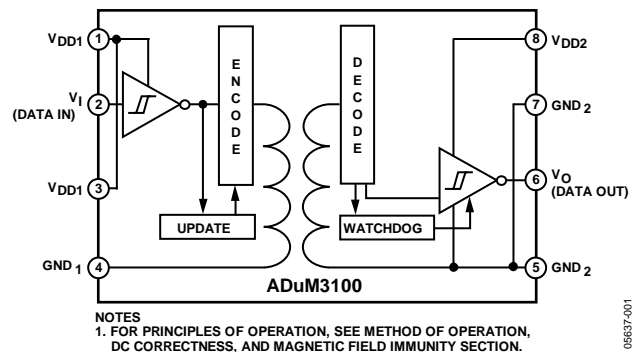 1
VDD1
2
VI
(DATA IN)
VDD1
3
GND1
4
ENCODE
UPDATE
DECODE
WATCHDOG
8
VDD2
7
GND2
6
VO
(DATA OUT)
5
GND2
ADuM3100
NOTES
1. FOR PRINCIPLES OF OPERATION, SEE METHOD OF OPERATION,
DC CORRECTNESS, AND MAGNETIC FIELD IMMUNITY SECTION.
05637-001